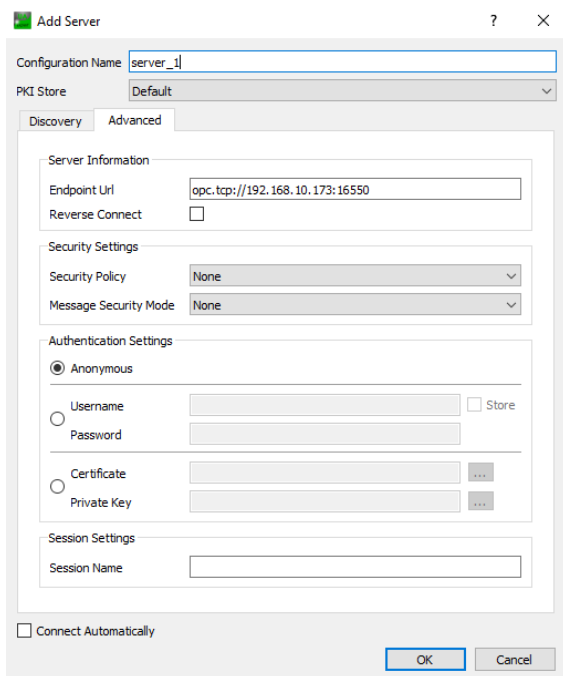 Add Server ? ×
Configuration Name server_1
PKI Store Default
Discovery Advanced
Server Information
Endpoint Url opc.tcp://192.168.10.173:16550
Reverse Connect
Security Settings
Security Policy None
Message Security Mode None
Authentication Settings
Anonymous
Username Store
Password
Certificate ...
Private Key ...
Session Settings
Session Name
Connect Automatically
OK Cancel